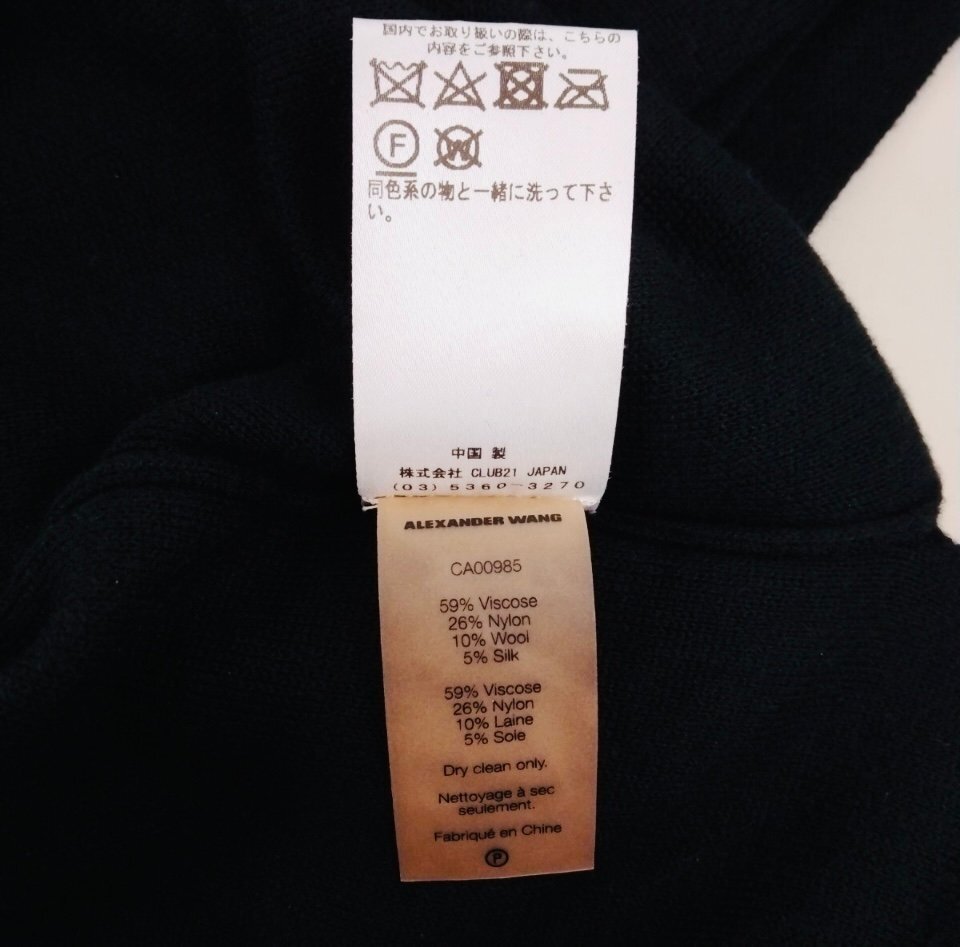 国内でお取り扱いの際は、こちらの
内容をご参照下さい。
F
W
同色系の物と一緒に洗って下さ
い。
中国 製
株式会社 CLUB21 JAPAN
(03) 5360-3270
ALEXANDER WANG
CA00985
59% Viscose
26% Nylon
10% Wool
5% Silk
59% Viscose
26% Nylon
10% Laine
5% Soie
Dry clean only.
Nettoyage à sec
seulement.
Fabriqué en Chine
P